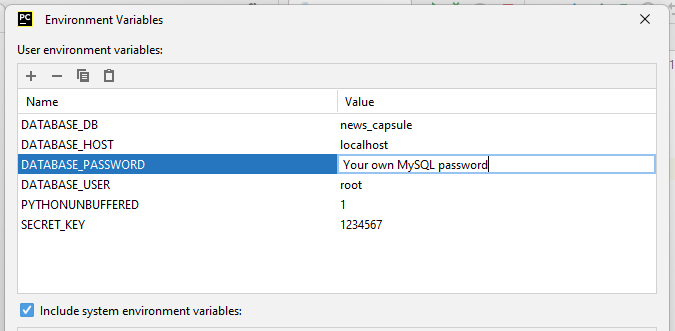 PC
Environment Variables
User environment variables:
Name Value
DATABASE_DB news_capsule
DATABASE_HOST localhost
DATABASE_PASSWORD Your own MySQL password
DATABASE_USER root
PYTHONUNBUFFERED 1
SECRET_KEY 1234567
Include system environment variables: